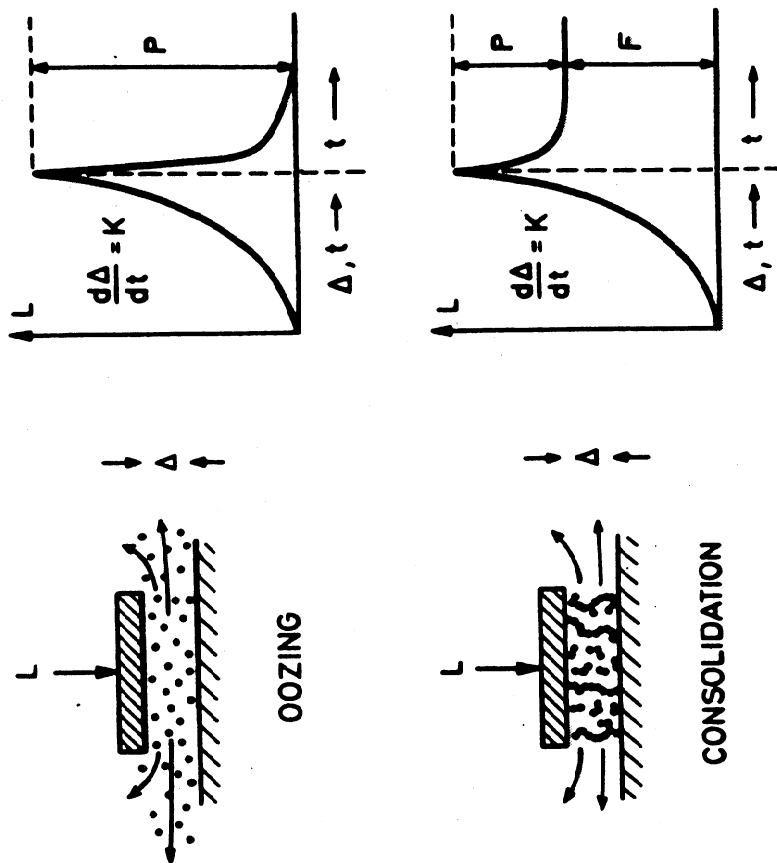 L
dΔ/dt = K
P
Δ, t → t →
L
Δ
OOZING
L
dΔ/dt = K
P
F
Δ, t → t →
L
Δ
CONSOLIDATION